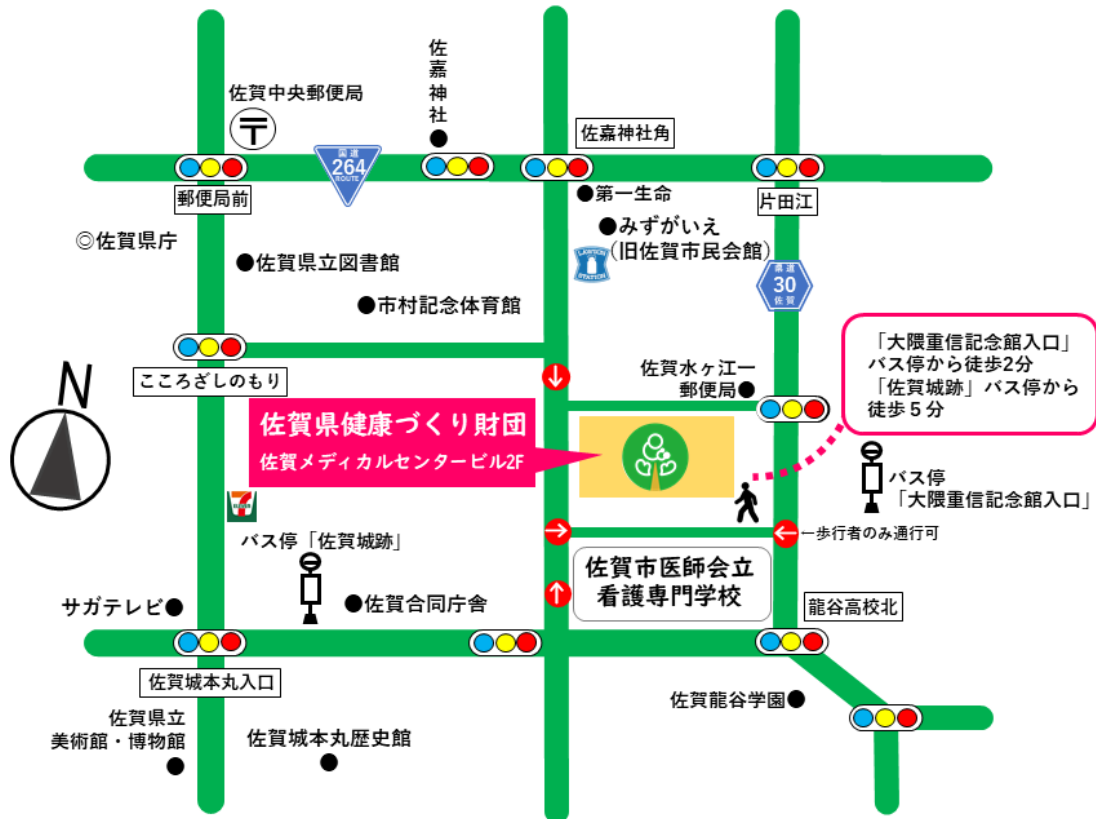 佐嘉神社
佐賀中央郵便局
〒
佐嘉神社角
国道
264
ROUTE
郵便局前
片田江
●第一生命
◎佐賀県庁
●みずがいえ
(旧佐賀市民会館)
LAWSON
STATION
●佐賀県立図書館
県道
30
佐賀
●市村記念体育館
「大隈重信記念館入口」
バス停から徒歩2分
「佐賀城跡」バス停から
徒歩5分
こころざしのもり
佐賀水ヶ江一
郵便局●
N
佐賀県健康づくり財団
佐賀メディカルセンタービル2F
バス停
「大隈重信記念館入口」
7
ELEVEN
バス停「佐賀城跡」
←歩行者のみ通行可
佐賀市医師会立
看護専門学校
サガテレビ●
●佐賀合同庁舎
龍谷高校北
佐賀城本丸入口
佐賀龍谷学園●
佐賀県立
美術館・博物館
佐賀城本丸歴史館